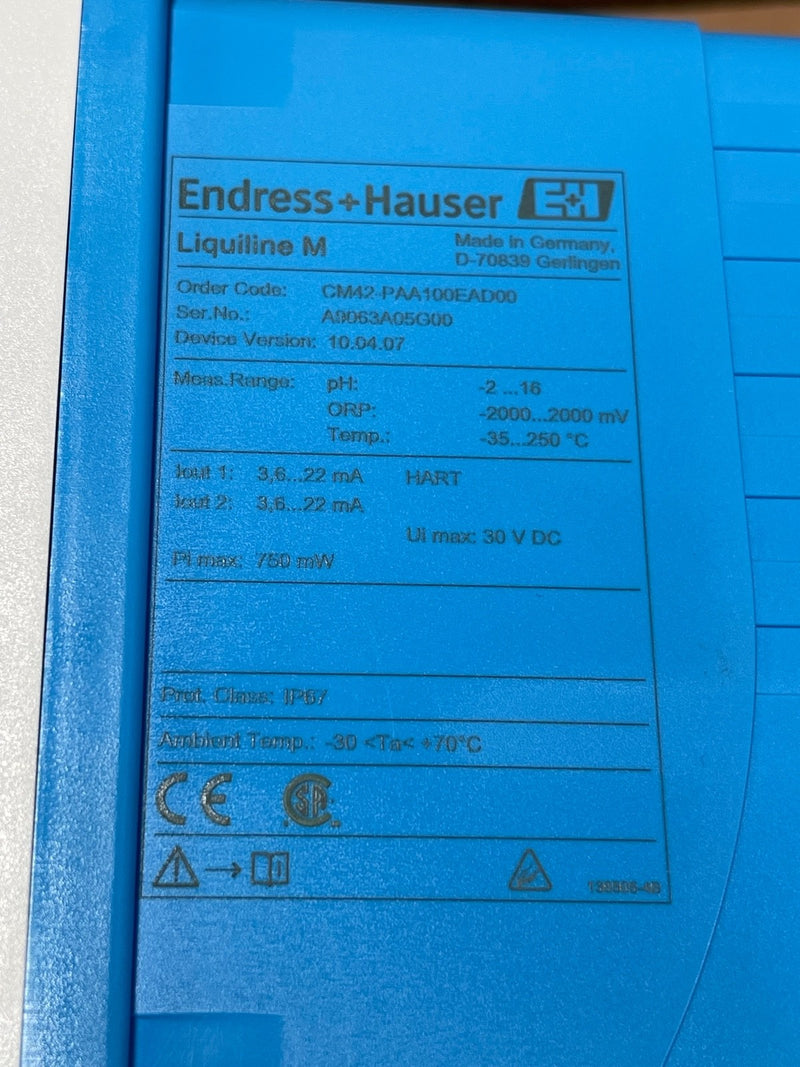 Endress+Hauser E+H
Liquiline M
Made in Germany,
D-70839 Gerlingen
Order Code: CM42-PAA100EAD00
Ser.No.: A9063A05G00
Device Version: 10.04.07
Meas.Range: pH: -2 ...16
ORP: -2000...2000 mV
Temp.: -35...250 °C
Iout 1: 3,6...22 mA HART
Iout 2: 3,6...22 mA
Ui max: 30 V DC
Pi max: 750 mW
Prot. Class: IP67
Ambient Temp.: -30 <Ta< +70°C
CE SP